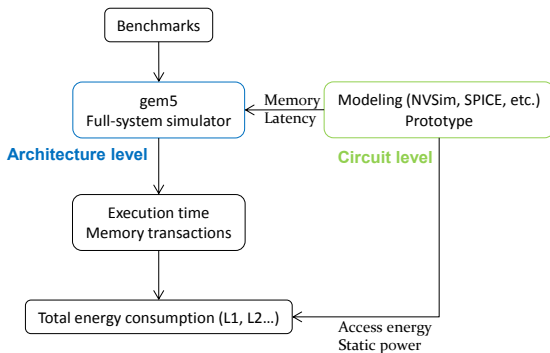 Benchmarks
gem5
Full-system simulator
Memory
Latency
Modeling (NVSim, SPICE, etc.)
Prototype
Architecture level
Circuit level
Execution time
Memory transactions
Total energy consumption (L1, L2...)
Access energy
Static power